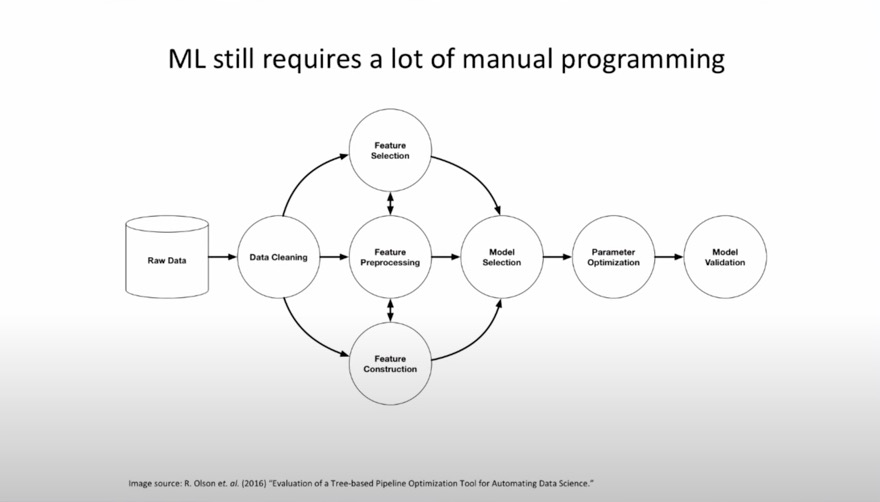 ML still requires a lot of manual programming
Feature
Selection
Raw Data
Data Cleaning
Feature
Preprocessing
Model
Selection
Parameter
Optimization
Model
Validation
Feature
Construction
Image source: R. Olson et. al. (2016) “Evaluation of a Tree-based Pipeline Optimization Tool for Automating Data Science.”